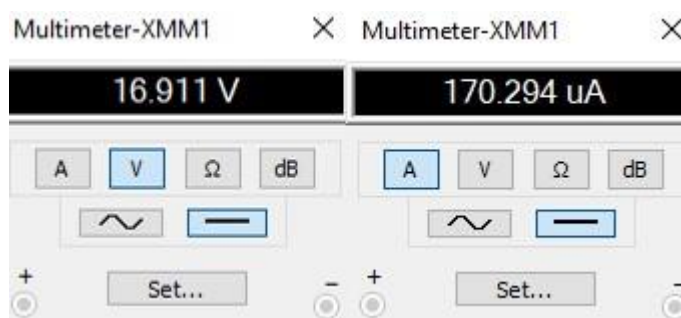 Multimeter-XMM1 × Multimeter-XMM1 ×
16.911 V 170.294 uA
A V Ω dB A V Ω dB
+ Set... − + Set... −